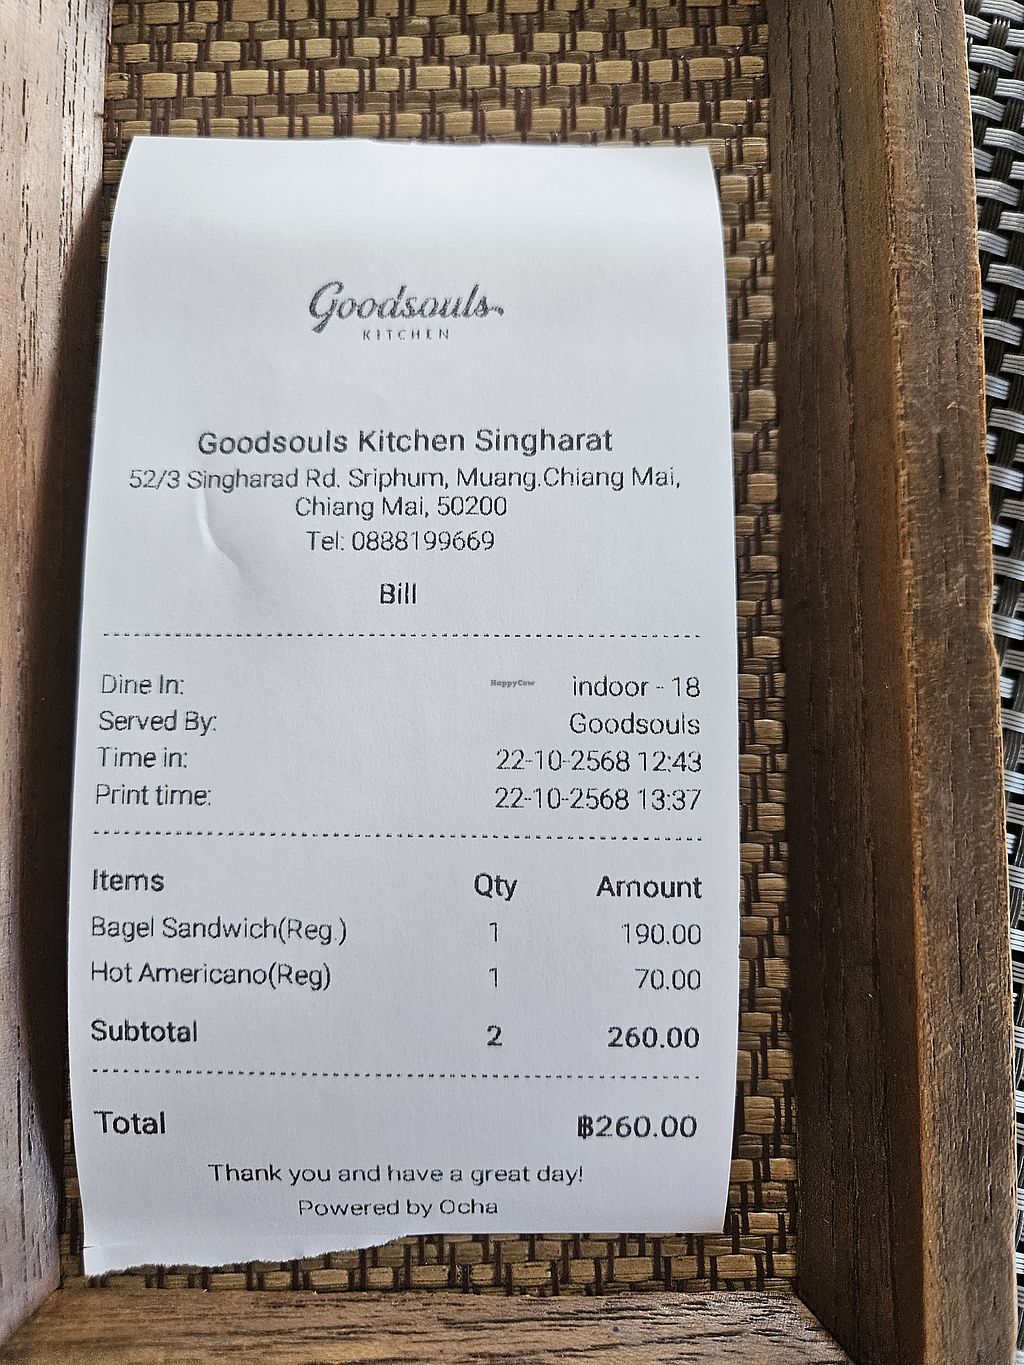 Goodsouls
KITCHEN
Goodsouls Kitchen Singharat
52/3 Singharad Rd. Sriphum, Muang.Chiang Mai,
Chiang Mai, 50200
Tel: 0888199669
Bill
Dine In: indoor - 18
HappyCow
Served By: Goodsouls
Time in: 22-10-2568 12:43
Print time: 22-10-2568 13:37
Items Qty Amount
Bagel Sandwich(Reg.) 1 190.00
Hot Americano(Reg) 1 70.00
Subtotal 2 260.00
Total ฿260.00
Thank you and have a great day!
Powered by Ocha